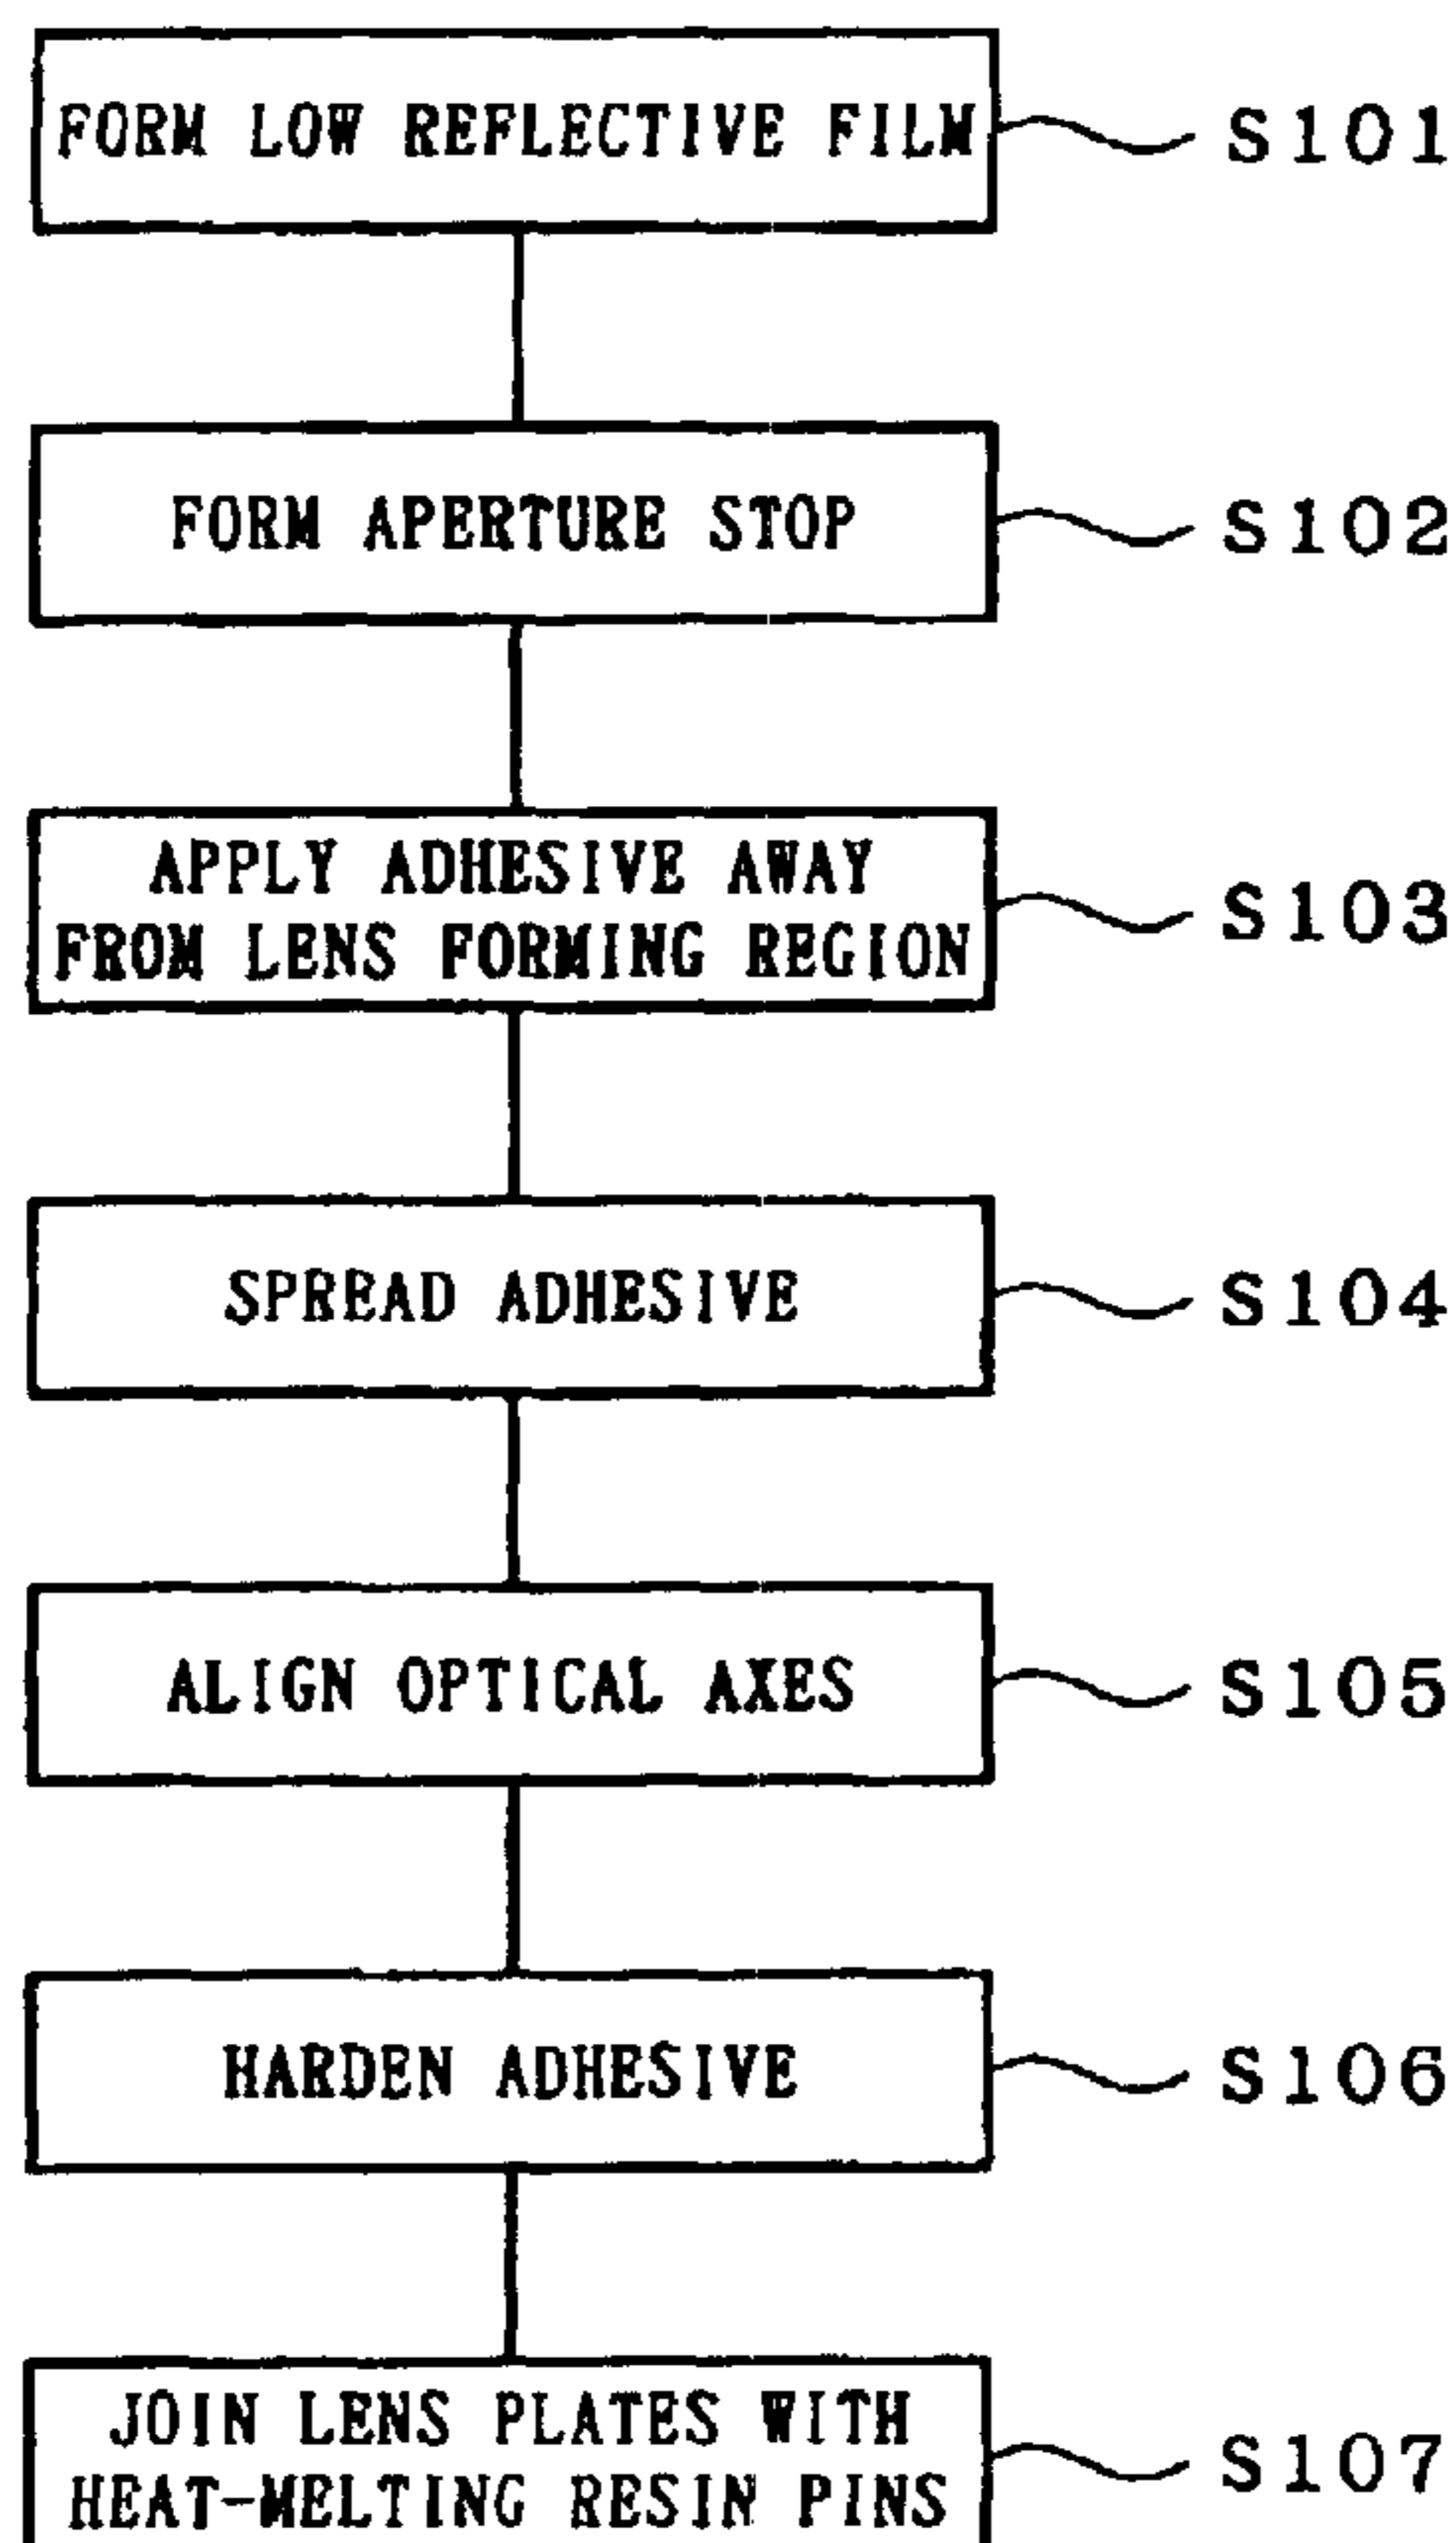 FORM LOW REFLECTIVE FILM S101
FORM APERTURE STOP S102
APPLY ADHESIVE AWAY
FROM LENS FORMING REGION S103
SPREAD ADHESIVE S104
ALIGN OPTICAL AXES S105
HARDEN ADHESIVE S106
JOIN LENS PLATES WITH
HEAT-MELTING RESIN PINS S107